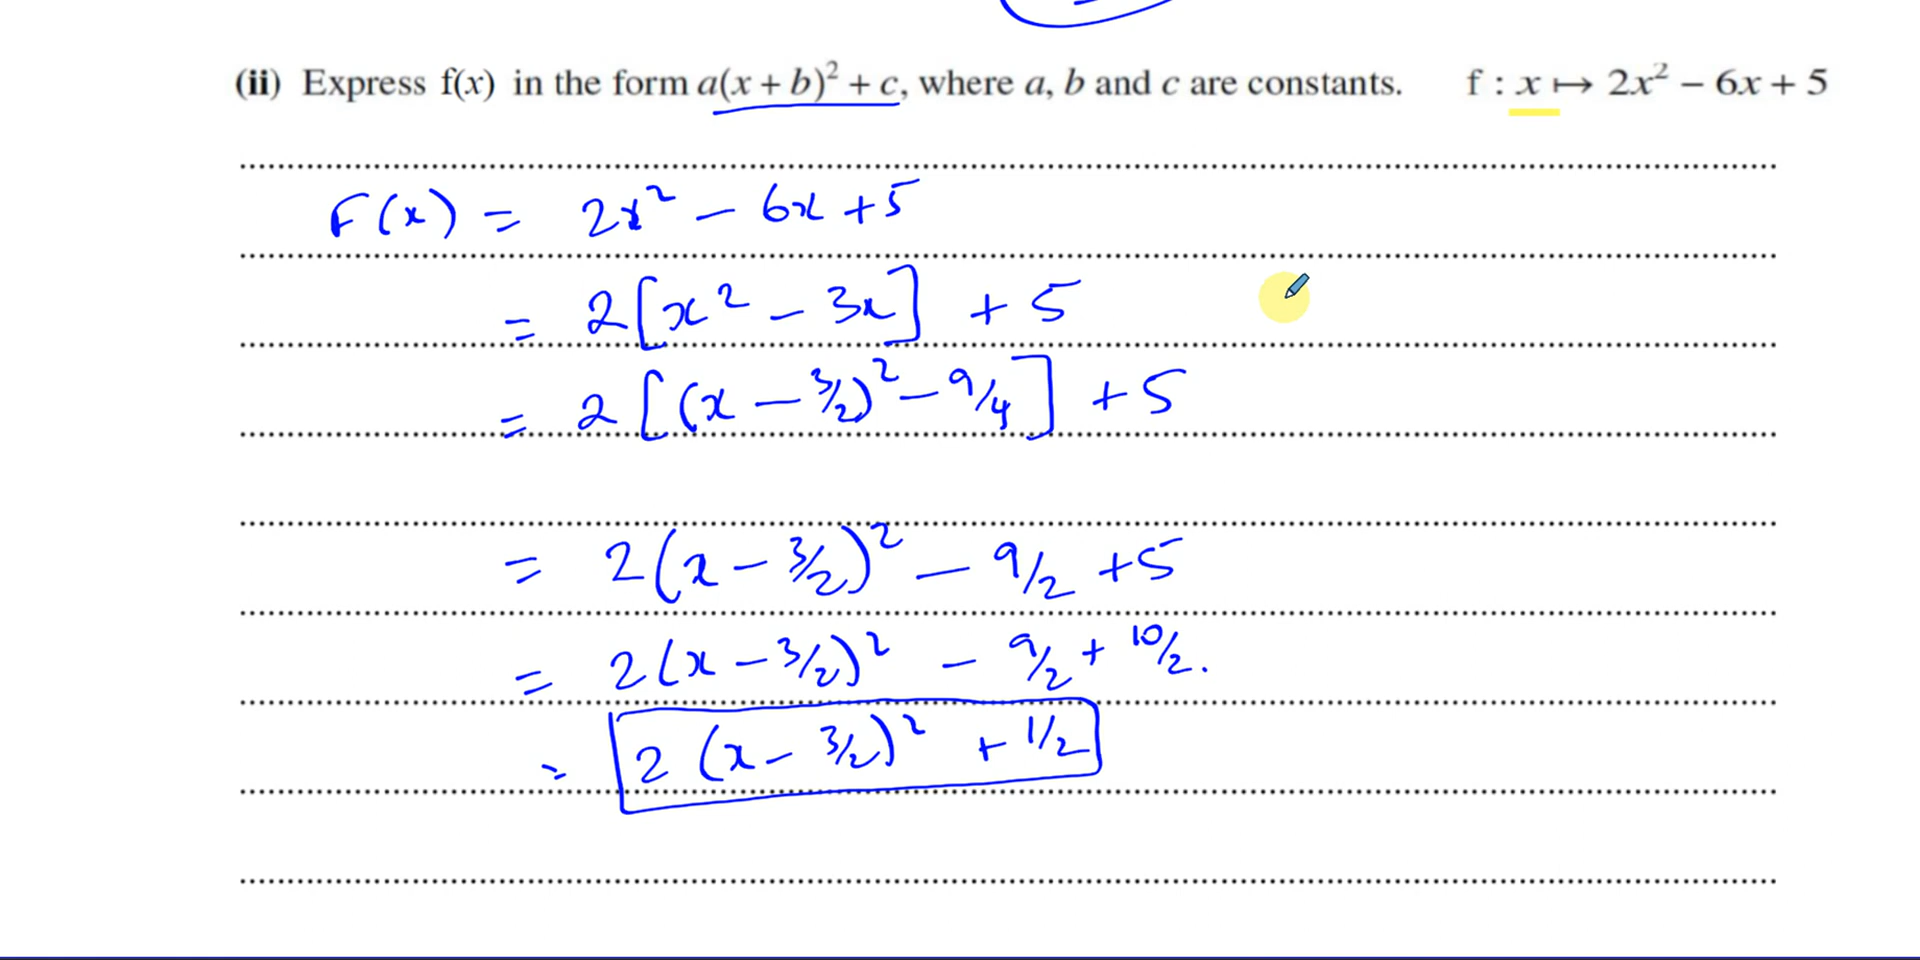 (ii) Express f(x) in the form a(x + b)² + c, where a, b and c are constants. f : x ↦ 2x² − 6x + 5
F(x) = 2x² − 6x + 5
= 2[x² − 3x] + 5
= 2[(x − 3/2)² − 9/4] + 5
= 2(x − 3/2)² − 9/2 + 5
= 2(x − 3/2)² − 9/2 + 10/2.
= 2(x − 3/2)² + 1/2